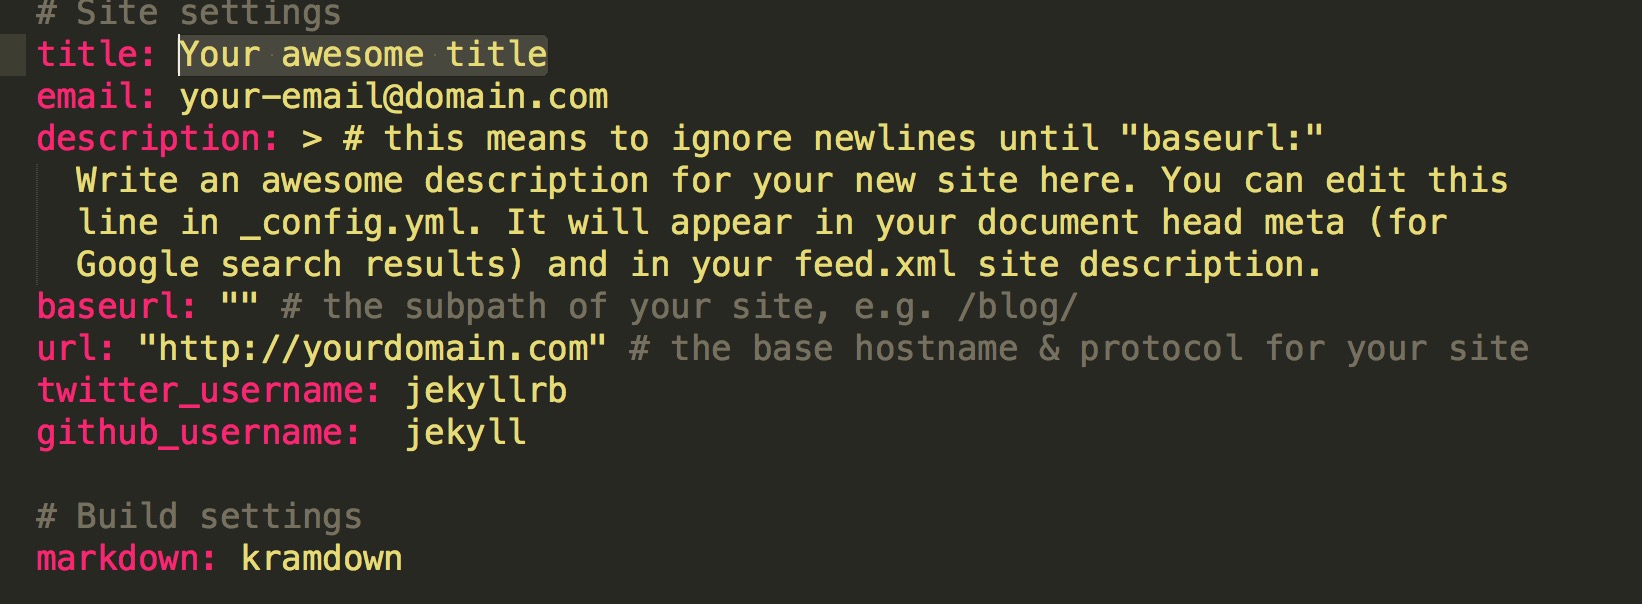 # Site settings
title: Your awesome title
email: your-email@domain.com
description: > # this means to ignore newlines until "baseurl:"
Write an awesome description for your new site here. You can edit this
line in _config.yml. It will appear in your document head meta (for
Google search results) and in your feed.xml site description.
baseurl: "" # the subpath of your site, e.g. /blog/
url: "http://yourdomain.com" # the base hostname & protocol for your site
twitter_username: jekyllrb
github_username:  jekyll

# Build settings
markdown: kramdown